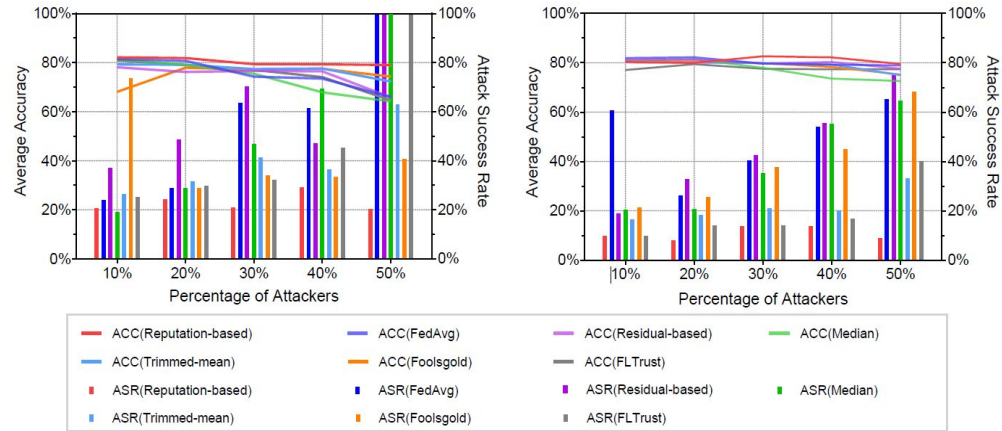 100%
80%
60%
40%
20%
0%
Average Accuracy
100%
80%
60%
40%
20%
0%
Attack Success Rate
10% 20% 30% 40% 50%
Percentage of Attackers
100%
80%
60%
40%
20%
0%
Average Accuracy
100%
80%
60%
40%
20%
0%
Attack Success Rate
10% 20% 30% 40% 50%
Percentage of Attackers
ACC(Reputation-based) ACC(FedAvg) ACC(Residual-based) ACC(Median)
ACC(Trimmed-mean) ACC(Foolsgold) ACC(FLTrust)
ASR(Reputation-based) ASR(FedAvg) ASR(Residual-based) ASR(Median)
ASR(Trimmed-mean) ASR(Foolsgold) ASR(FLTrust)